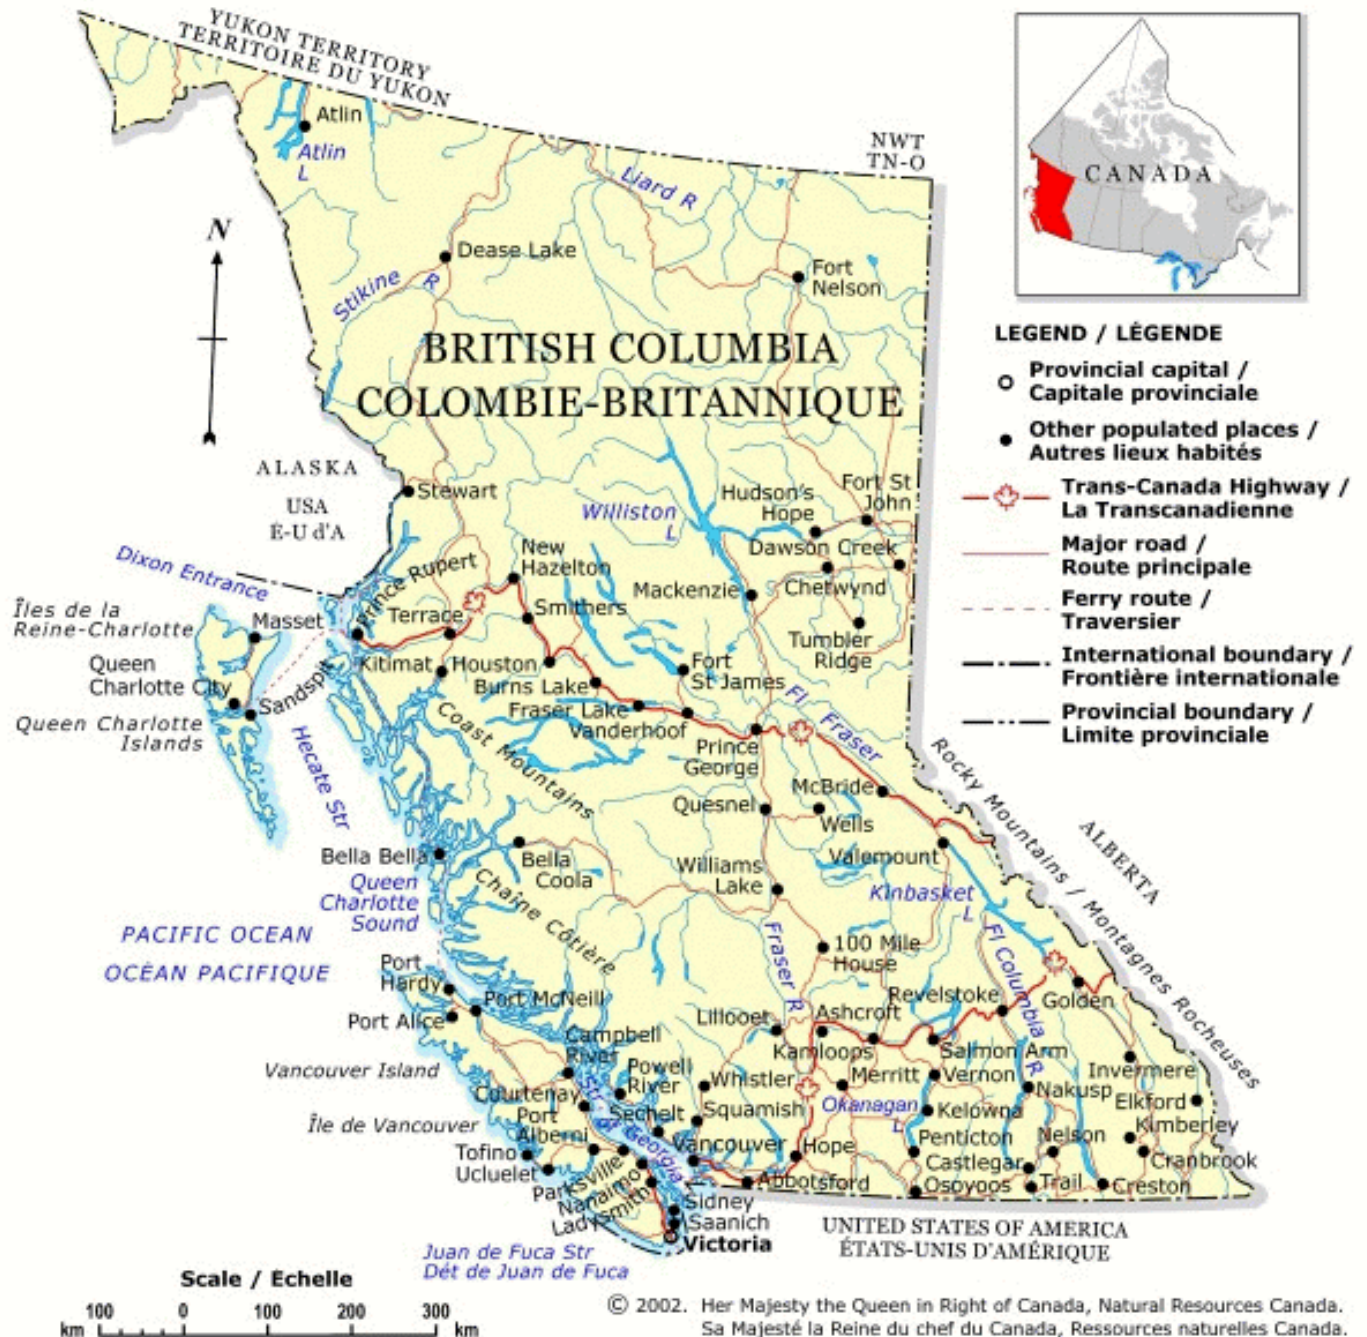 YUKON TERRITORY
TERRITOIRE DU YUKON
NWT
TN-O
Atlin
Atlin
L
Liard R
N
Dease Lake
Stikine
R
Fort
Nelson
BRITISH COLUMBIA
COLOMBIE-BRITANNIQUE
CANADA
LEGEND / LÉGENDE
Provincial capital /
Capitale provinciale
Other populated places /
Autres lieux habités
Trans-Canada Highway /
La Transcanadienne
Major road /
Route principale
Ferry route /
Traversier
International boundary /
Frontière internationale
Provincial boundary /
Limite provinciale
ALASKA
USA
É-U d'A
Stewart
Williston
L
Hudson's
Hope
Fort St
John
Dawson Creek
Chetwynd
Mackenzie
Tumbler
Ridge
Dixon Entrance
Îles de la
Reine-Charlotte
Masset
Prince Rupert
Terrace
New
Hazelton
Smithers
Queen
Charlotte City
Sandspit
Kitimat
Houston
Burns Lake
Fraser Lake
Vanderhoof
Fort
St James
Fl Fraser
Queen Charlotte
Islands
Hecate Str
Coast Mountains
Prince
George
McBride
Quesnel
Wells
Valemount
Rocky Mountains / Montagnes Rocheuses
ALBERTA
Bella Bella
Bella
Coola
Williams
Lake
Kinbasket
L
Queen
Charlotte
Sound
Chaîne Côtière
PACIFIC OCEAN
OCÉAN PACIFIQUE
Fraser R
100 Mile
House
Fl Columbia R
Port
Hardy
Port McNeill
Port Alice
Revelstoke
Golden
Lillooet
Ashcroft
Kamloops
Salmon Arm
Campbell
River
Vancouver Island
Powell
River
Whistler
Merritt
Vernon
Nakusp
Invermere
Courtenay
Str of Georgia
Sechelt
Squamish
Okanagan
L
Kelowna
Elkford
Île de Vancouver
Port
Alberni
Kimberley
Tofino
Ucluelet
Vancouver
Hope
Penticton
Nelson
Castlegar
Cranbrook
Parksville
Nanaimo
Ladysmith
Abbotsford
Osoyoos
Trail
Creston
Sidney
Saanich
Victoria
UNITED STATES OF AMERICA
ÉTATS-UNIS D'AMÉRIQUE
Juan de Fuca Str
Dét de Juan de Fuca
Scale / Echelle
100 0 100 200 300
km km
© 2002. Her Majesty the Queen in Right of Canada, Natural Resources Canada.
Sa Majesté la Reine du chef du Canada, Ressources naturelles Canada.